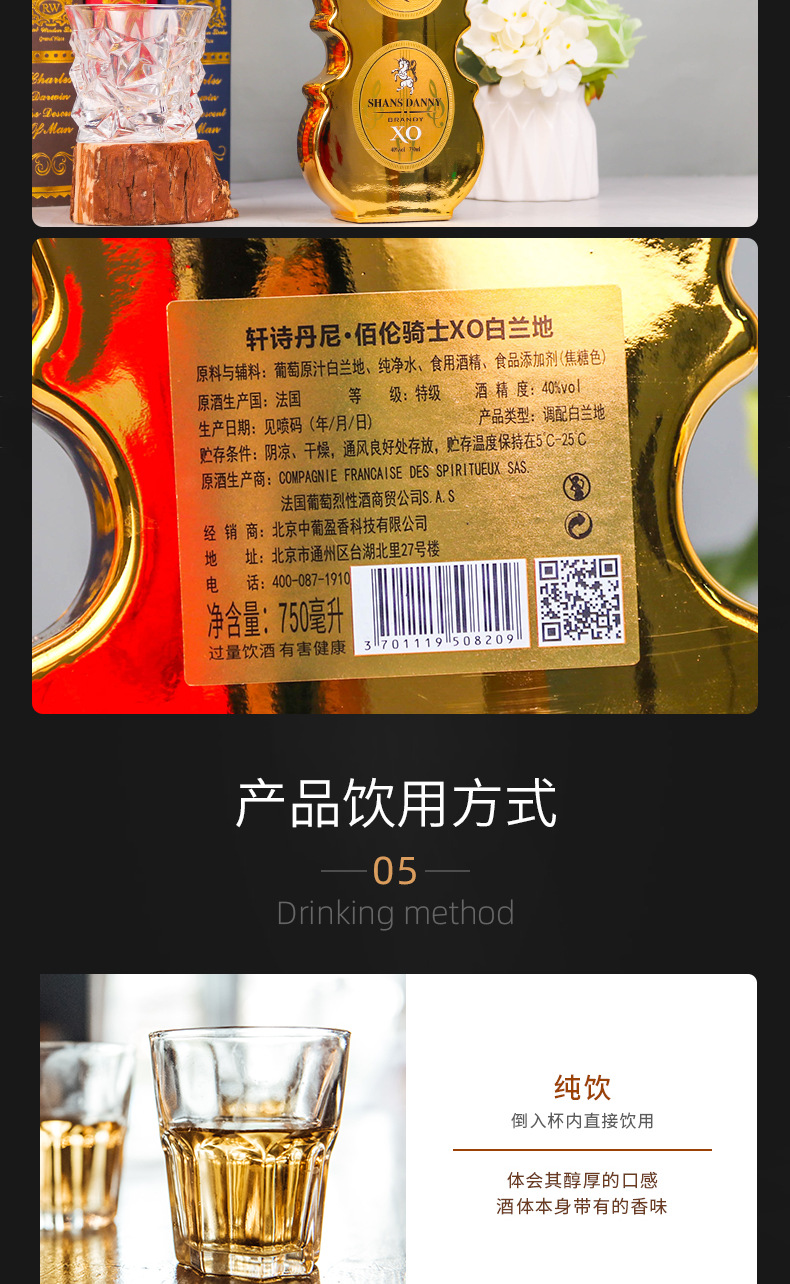 RW
Charles
Darwin
Of Man
rles
rwin
Descent
Man
SHANS DANNY
BRANDY
XO
40%vol 750ml
轩诗丹尼·佰伦骑士XO白兰地
原料与辅料：葡萄原汁白兰地、纯净水、食用酒精、食品添加剂(焦糖色)
原酒生产国：法国 等 级：特级 酒 精 度：40%vol
生产日期：见喷码（年/月/日） 产品类型：调配白兰地
贮存条件：阴凉、干燥，通风良好处存放，贮存温度保持在5℃-25℃
原酒生产商：COMPAGNIE FRANCAISE DES SPIRITUEUX SAS.
法国葡萄烈性酒商贸公司S.A.S
经 销 商：北京中葡盈香科技有限公司
地 址：北京市通州区台湖北里27号楼
电 话：400-087-1910
净含量：750毫升
过量饮酒 有害健康
3 701119 508209
产品饮用方式
05
Drinking method
纯饮
倒入杯内直接饮用
体会其醇厚的口感
酒体本身带有的香味